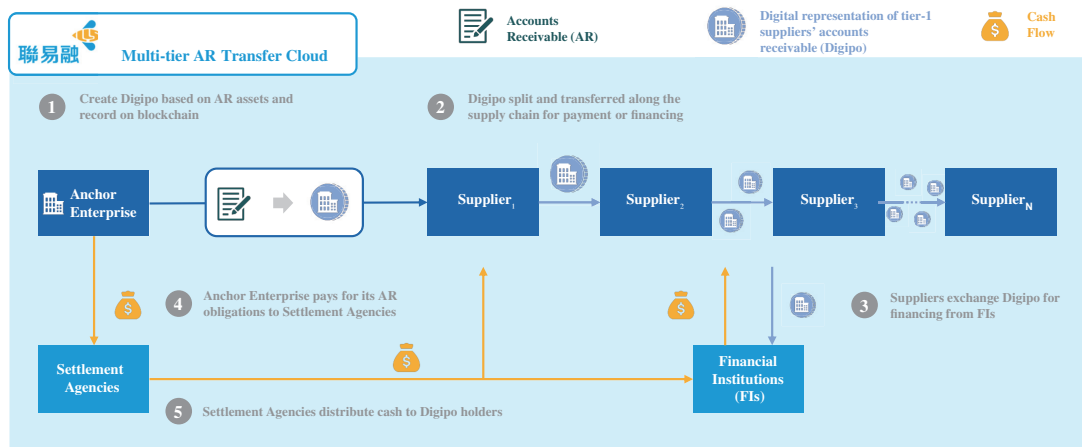 聯易融
LLS
Multi-tier AR Transfer Cloud
Accounts
Receivable (AR)
Digital representation of tier-1
suppliers’ accounts
receivable (Digipo)
Cash
Flow
1
Create Digipo based on AR assets and
record on blockchain
2
Digipo split and transferred along the
supply chain for payment or financing
Anchor
Enterprise
Supplier1
Supplier2
Supplier3
SupplierN
4
Anchor Enterprise pays for its AR
obligations to Settlement Agencies
3
Suppliers exchange Digipo for
financing from FIs
Settlement
Agencies
Financial
Institutions
(FIs)
5
Settlement Agencies distribute cash to Digipo holders
$
$
$
$